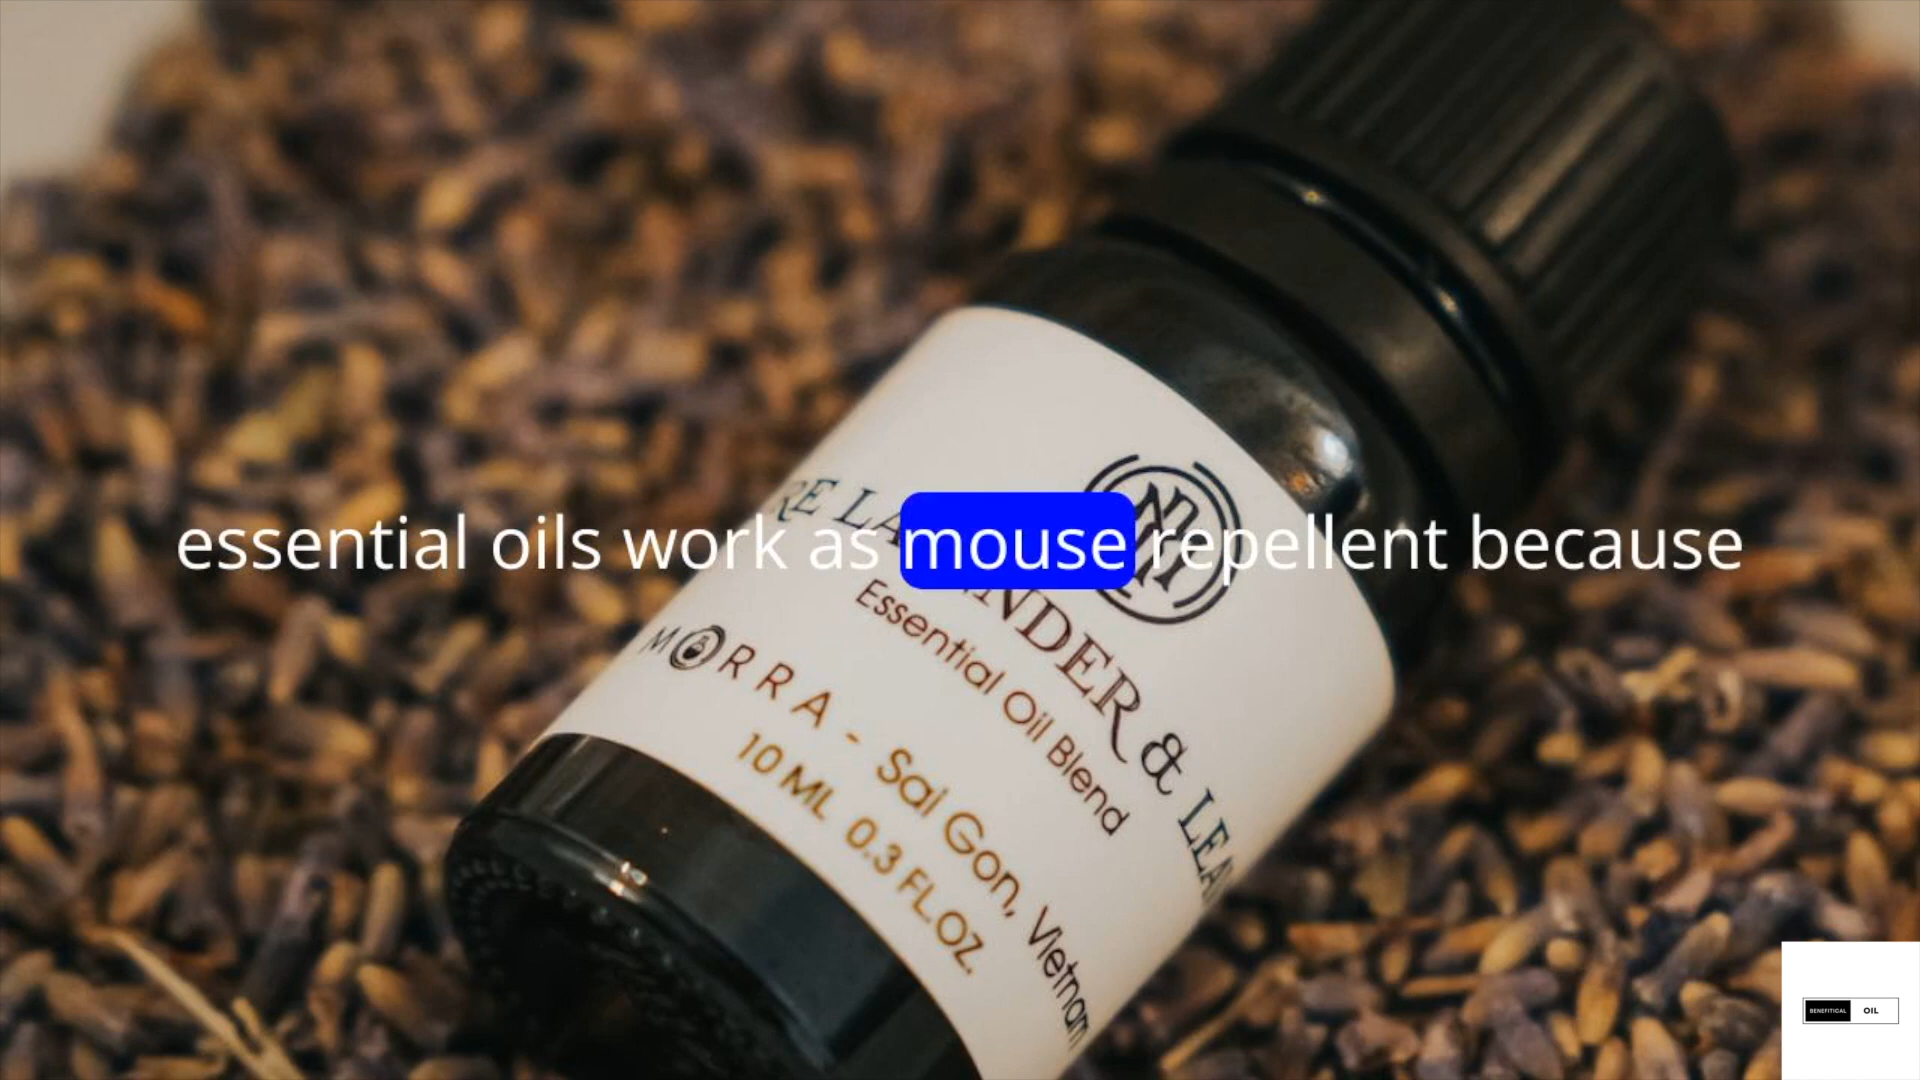 essential oils work as mouse repellent because
RE LA
NDER & LEA
Essential Oil Blend
MORRA - Sai Gon, Vietnam
10 ML 0.3 FL.OZ.
BENEFITICAL OIL